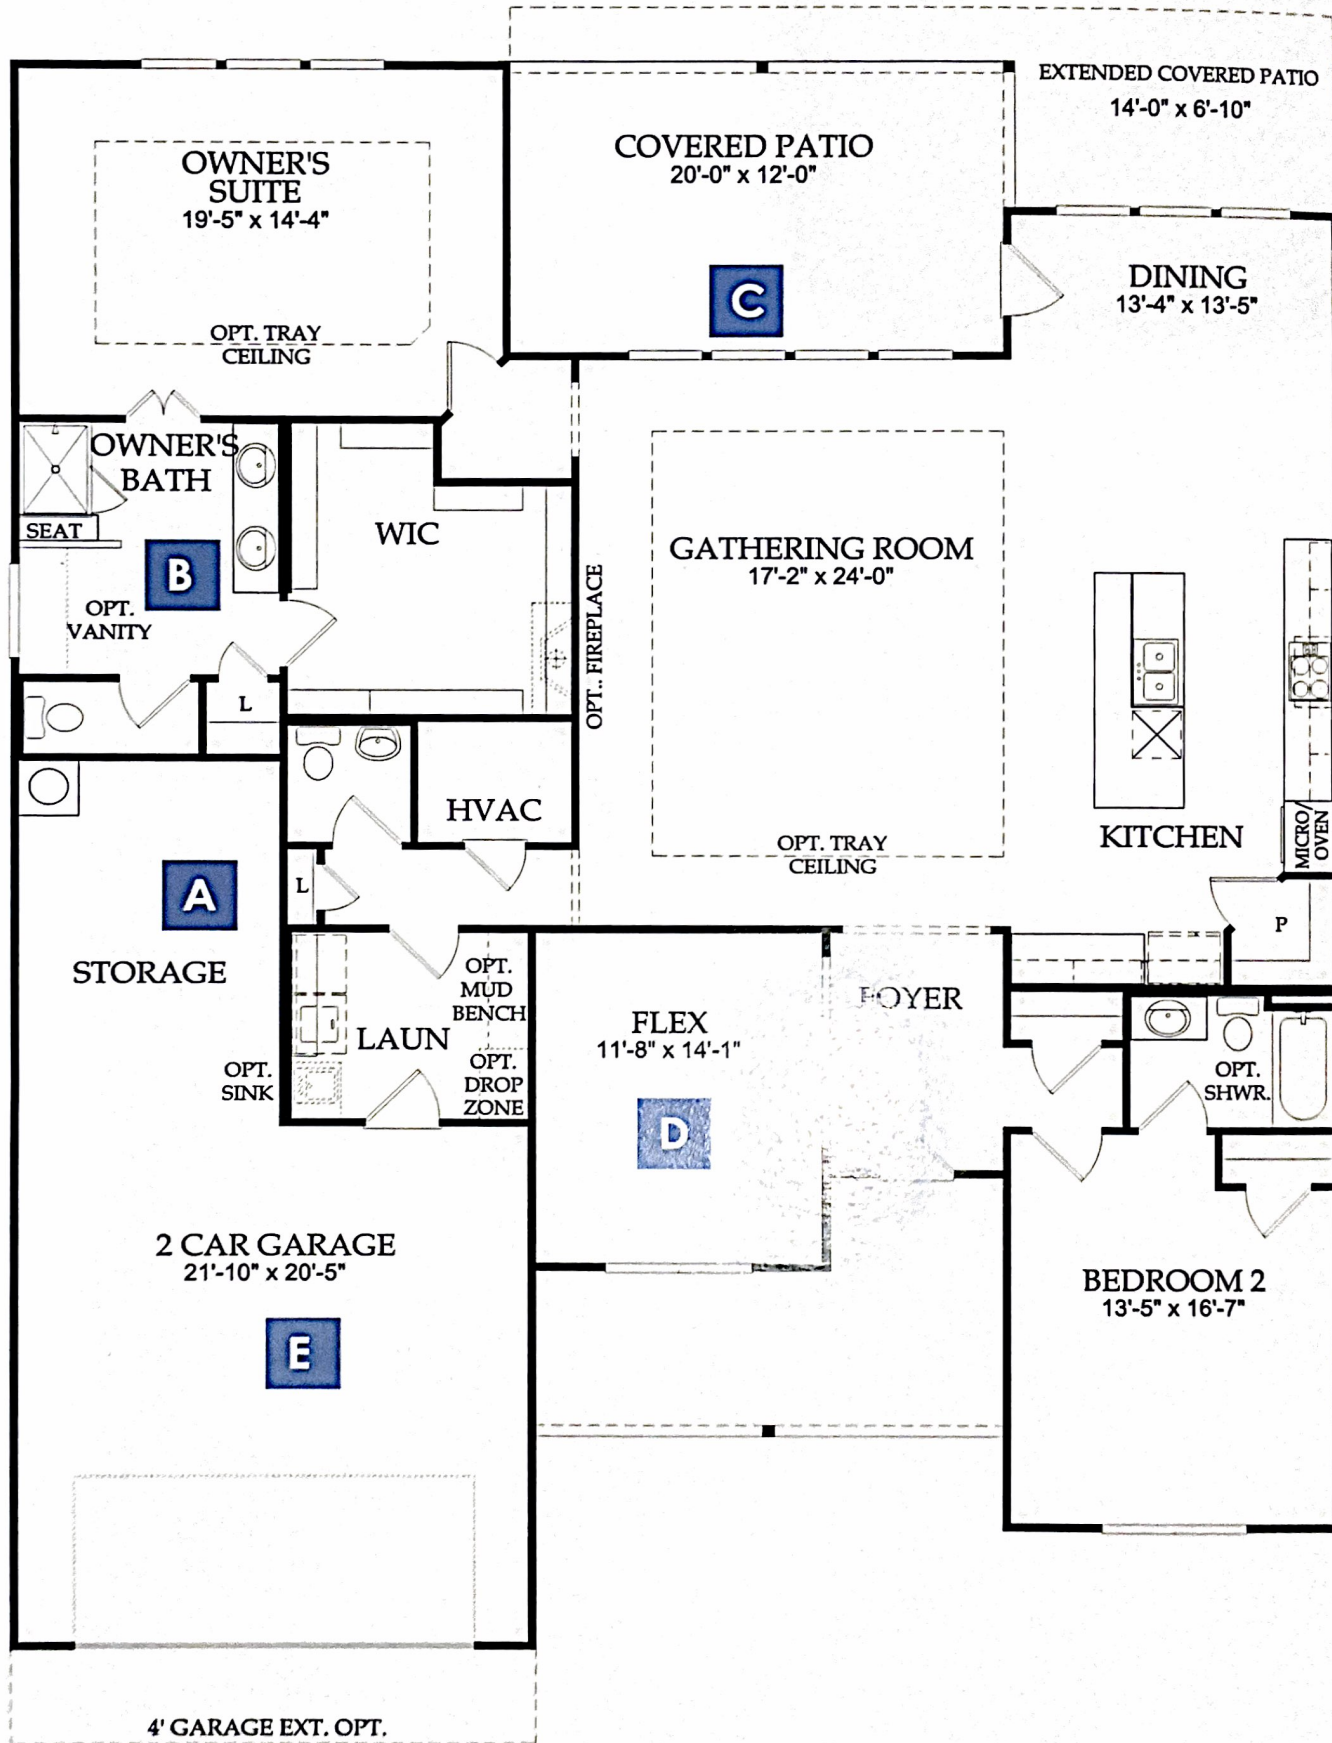 EXTENDED COVERED PATIO
14'-0" x 6'-10"
COVERED PATIO
20'-0" x 12'-0"
OWNER'S
SUITE
19'-5" x 14'-4"
OPT. TRAY
CEILING
C
DINING
13'-4" x 13'-5"
OWNER'S
BATH
SEAT
B
OPT.
VANITY
L
WIC
OPT.. FIREPLACE
GATHERING ROOM
17'-2" x 24'-0"
OPT. TRAY
CEILING
KITCHEN
MICRO/
OVEN
P
HVAC
L
A
STORAGE
OPT.
SINK
LAUN
OPT.
MUD
BENCH
OPT.
DROP
ZONE
FLEX
11'-8" x 14'-1"
D
FOYER
OPT.
SHWR.
BEDROOM 2
13'-5" x 16'-7"
2 CAR GARAGE
21'-10" x 20'-5"
E
4' GARAGE EXT. OPT.